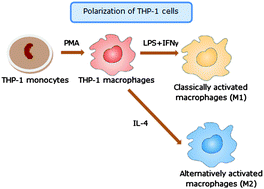 Polarization of THP-1 cells
PMA
LPS+IFNγ
THP-1 monocytes
THP-1 macrophages
Classically activated
macrophages (M1)
IL-4
Alternatively activated
macrophages (M2)